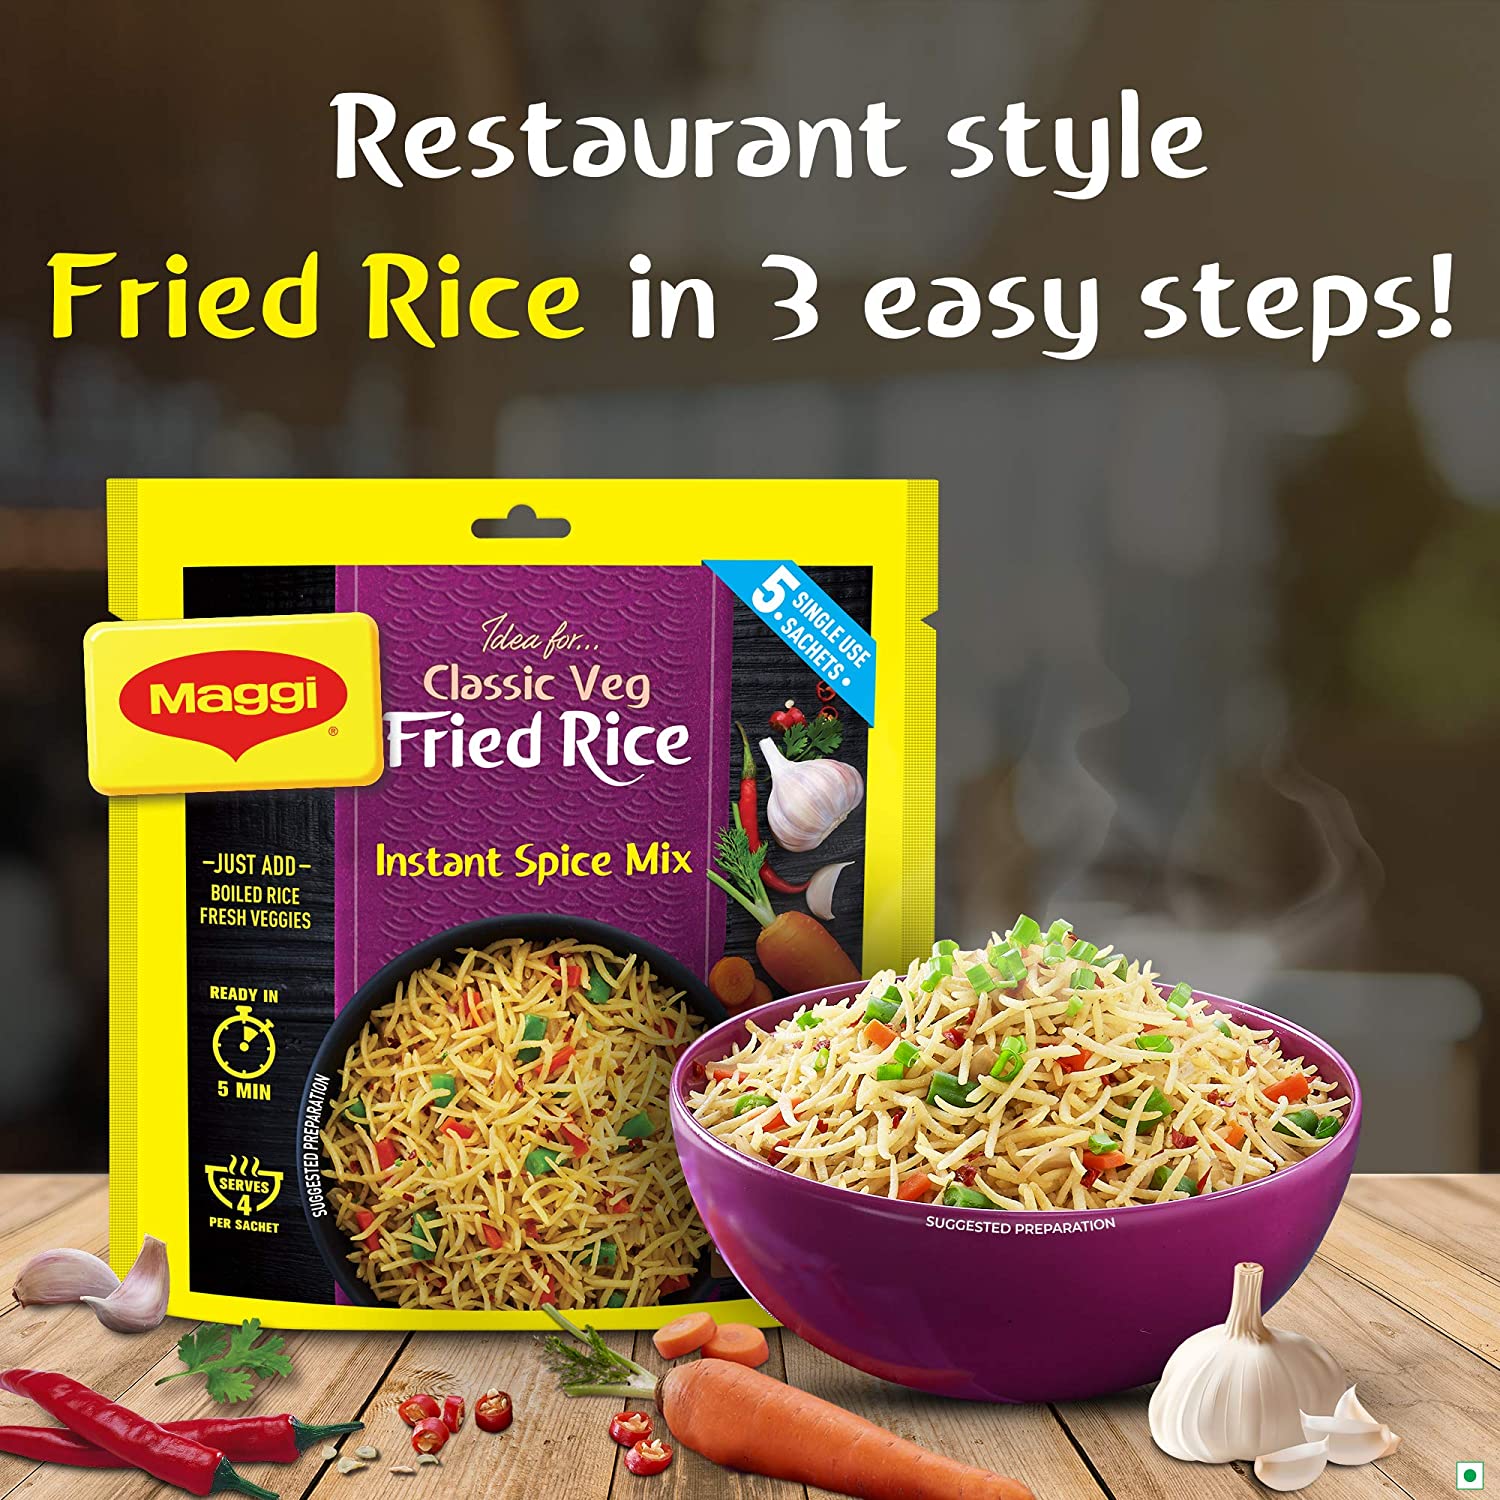 Restaurant style
Fried Rice in 3 easy steps!
5 SINGLE USE
• SACHETS •
Idea for...
Classic Veg
Fried Rice
Maggi®
Instant Spice Mix
–JUST ADD–
BOILED RICE
FRESH VEGGIES
READY IN
5 MIN
SERVES
4
PER SACHET
SUGGESTED PREPARATION
SUGGESTED PREPARATION